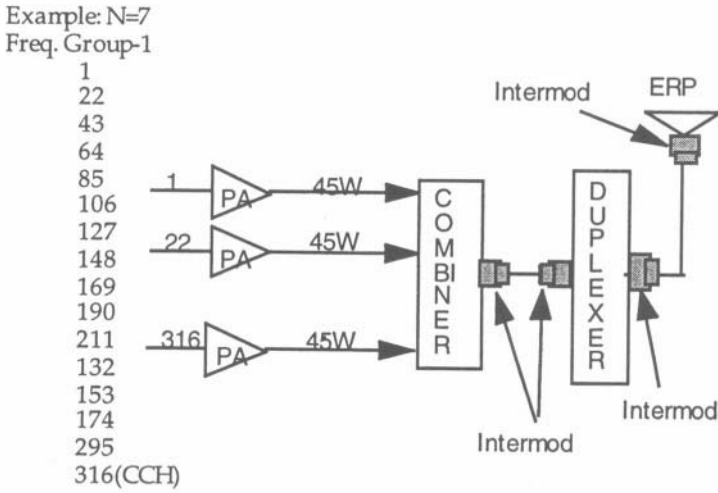 Example: N=7
Freq. Group-1
1
22
43
64
85
106
127
148
169
190
211
132
153
174
295
316(CCH)
1
PA
45W
22
PA
45W
316
PA
45W
COMBINER
DUPLEXER
Intermod
ERP
Intermod
Intermod